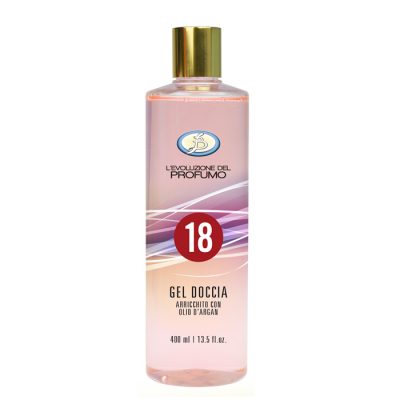 L'EVOLUZIONE DEL
PROFUMO
18
GEL DOCCIA
ARRICCHITO CON
OLIO D'ARGAN
400 ml | 13.5 fl.oz.